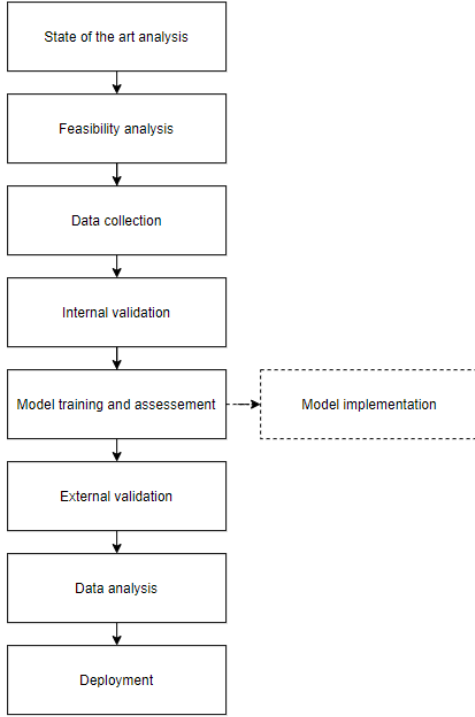 State of the art analysis
Feasibility analysis
Data collection
Internal validation
Model training and assessement
Model implementation
External validation
Data analysis
Deployment